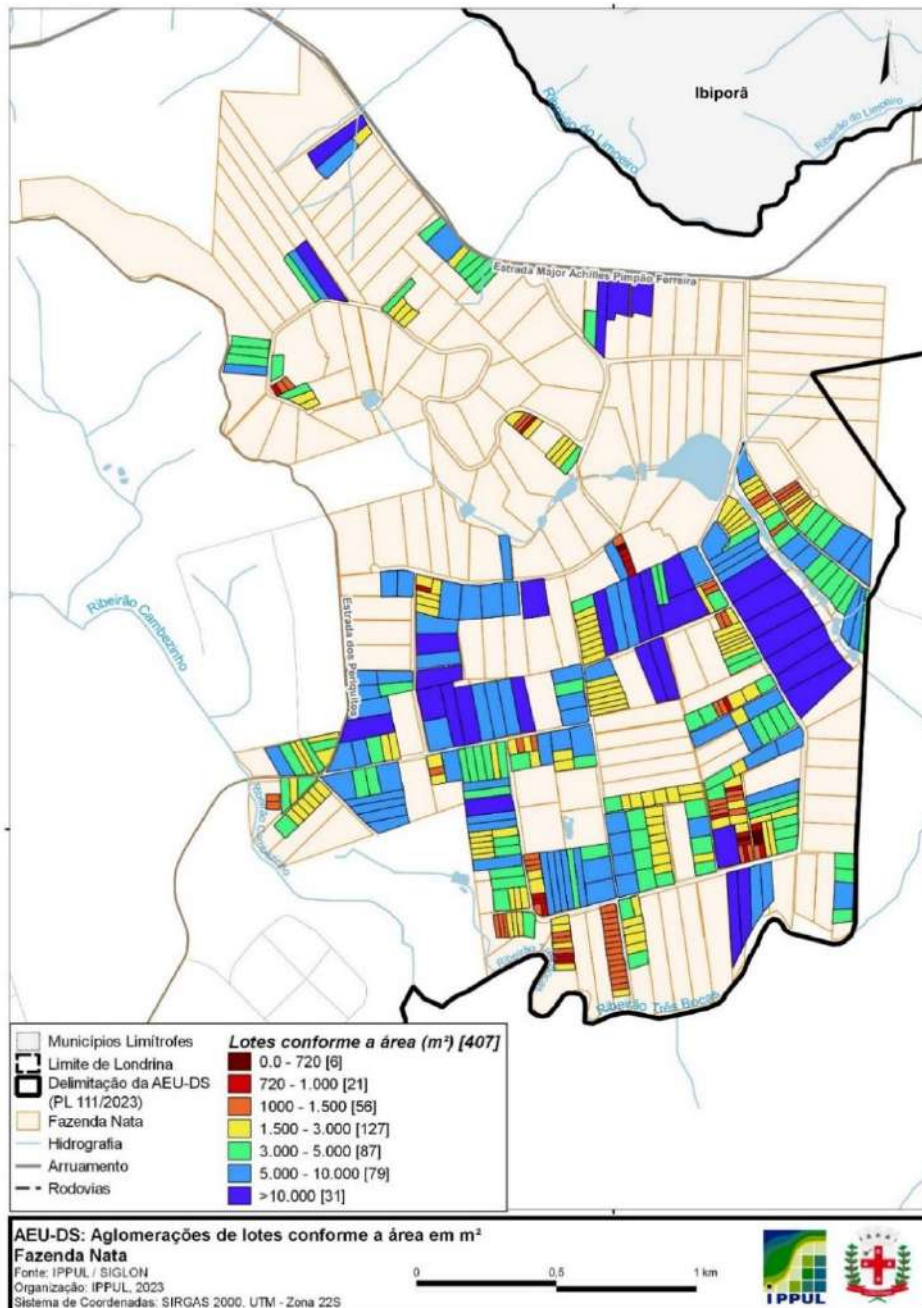 Ibiporã
Ribeirão do Limoeiro
Ribeirão do Limoeiro
Estrada Major Achilles Pimpão Ferreira
Ribeirão Cambezinho
Estrada dos Periquitos
Ribeirão Cambezinho
Ribeirão T
Ribeirão Três Bocas
Municípios Limítrofes
Limite de Londrina
Delimitação da AEU-DS
(PL 111/2023)
Fazenda Nata
Hidrografia
Arruamento
Rodovias
Lotes conforme a área (m²) [407]
0.0 - 720 [6]
720 - 1.000 [21]
1000 - 1.500 [56]
1.500 - 3.000 [127]
3.000 - 5.000 [87]
5.000 - 10.000 [79]
>10.000 [31]
AEU-DS: Aglomerações de lotes conforme a área em m²
Fazenda Nata
Fonte: IPPUL / SIGLON
Organização: IPPUL, 2023
Sistema de Coordenadas: SIRGAS 2000, UTM - Zona 22S
0 0,5 1 km
IPPUL